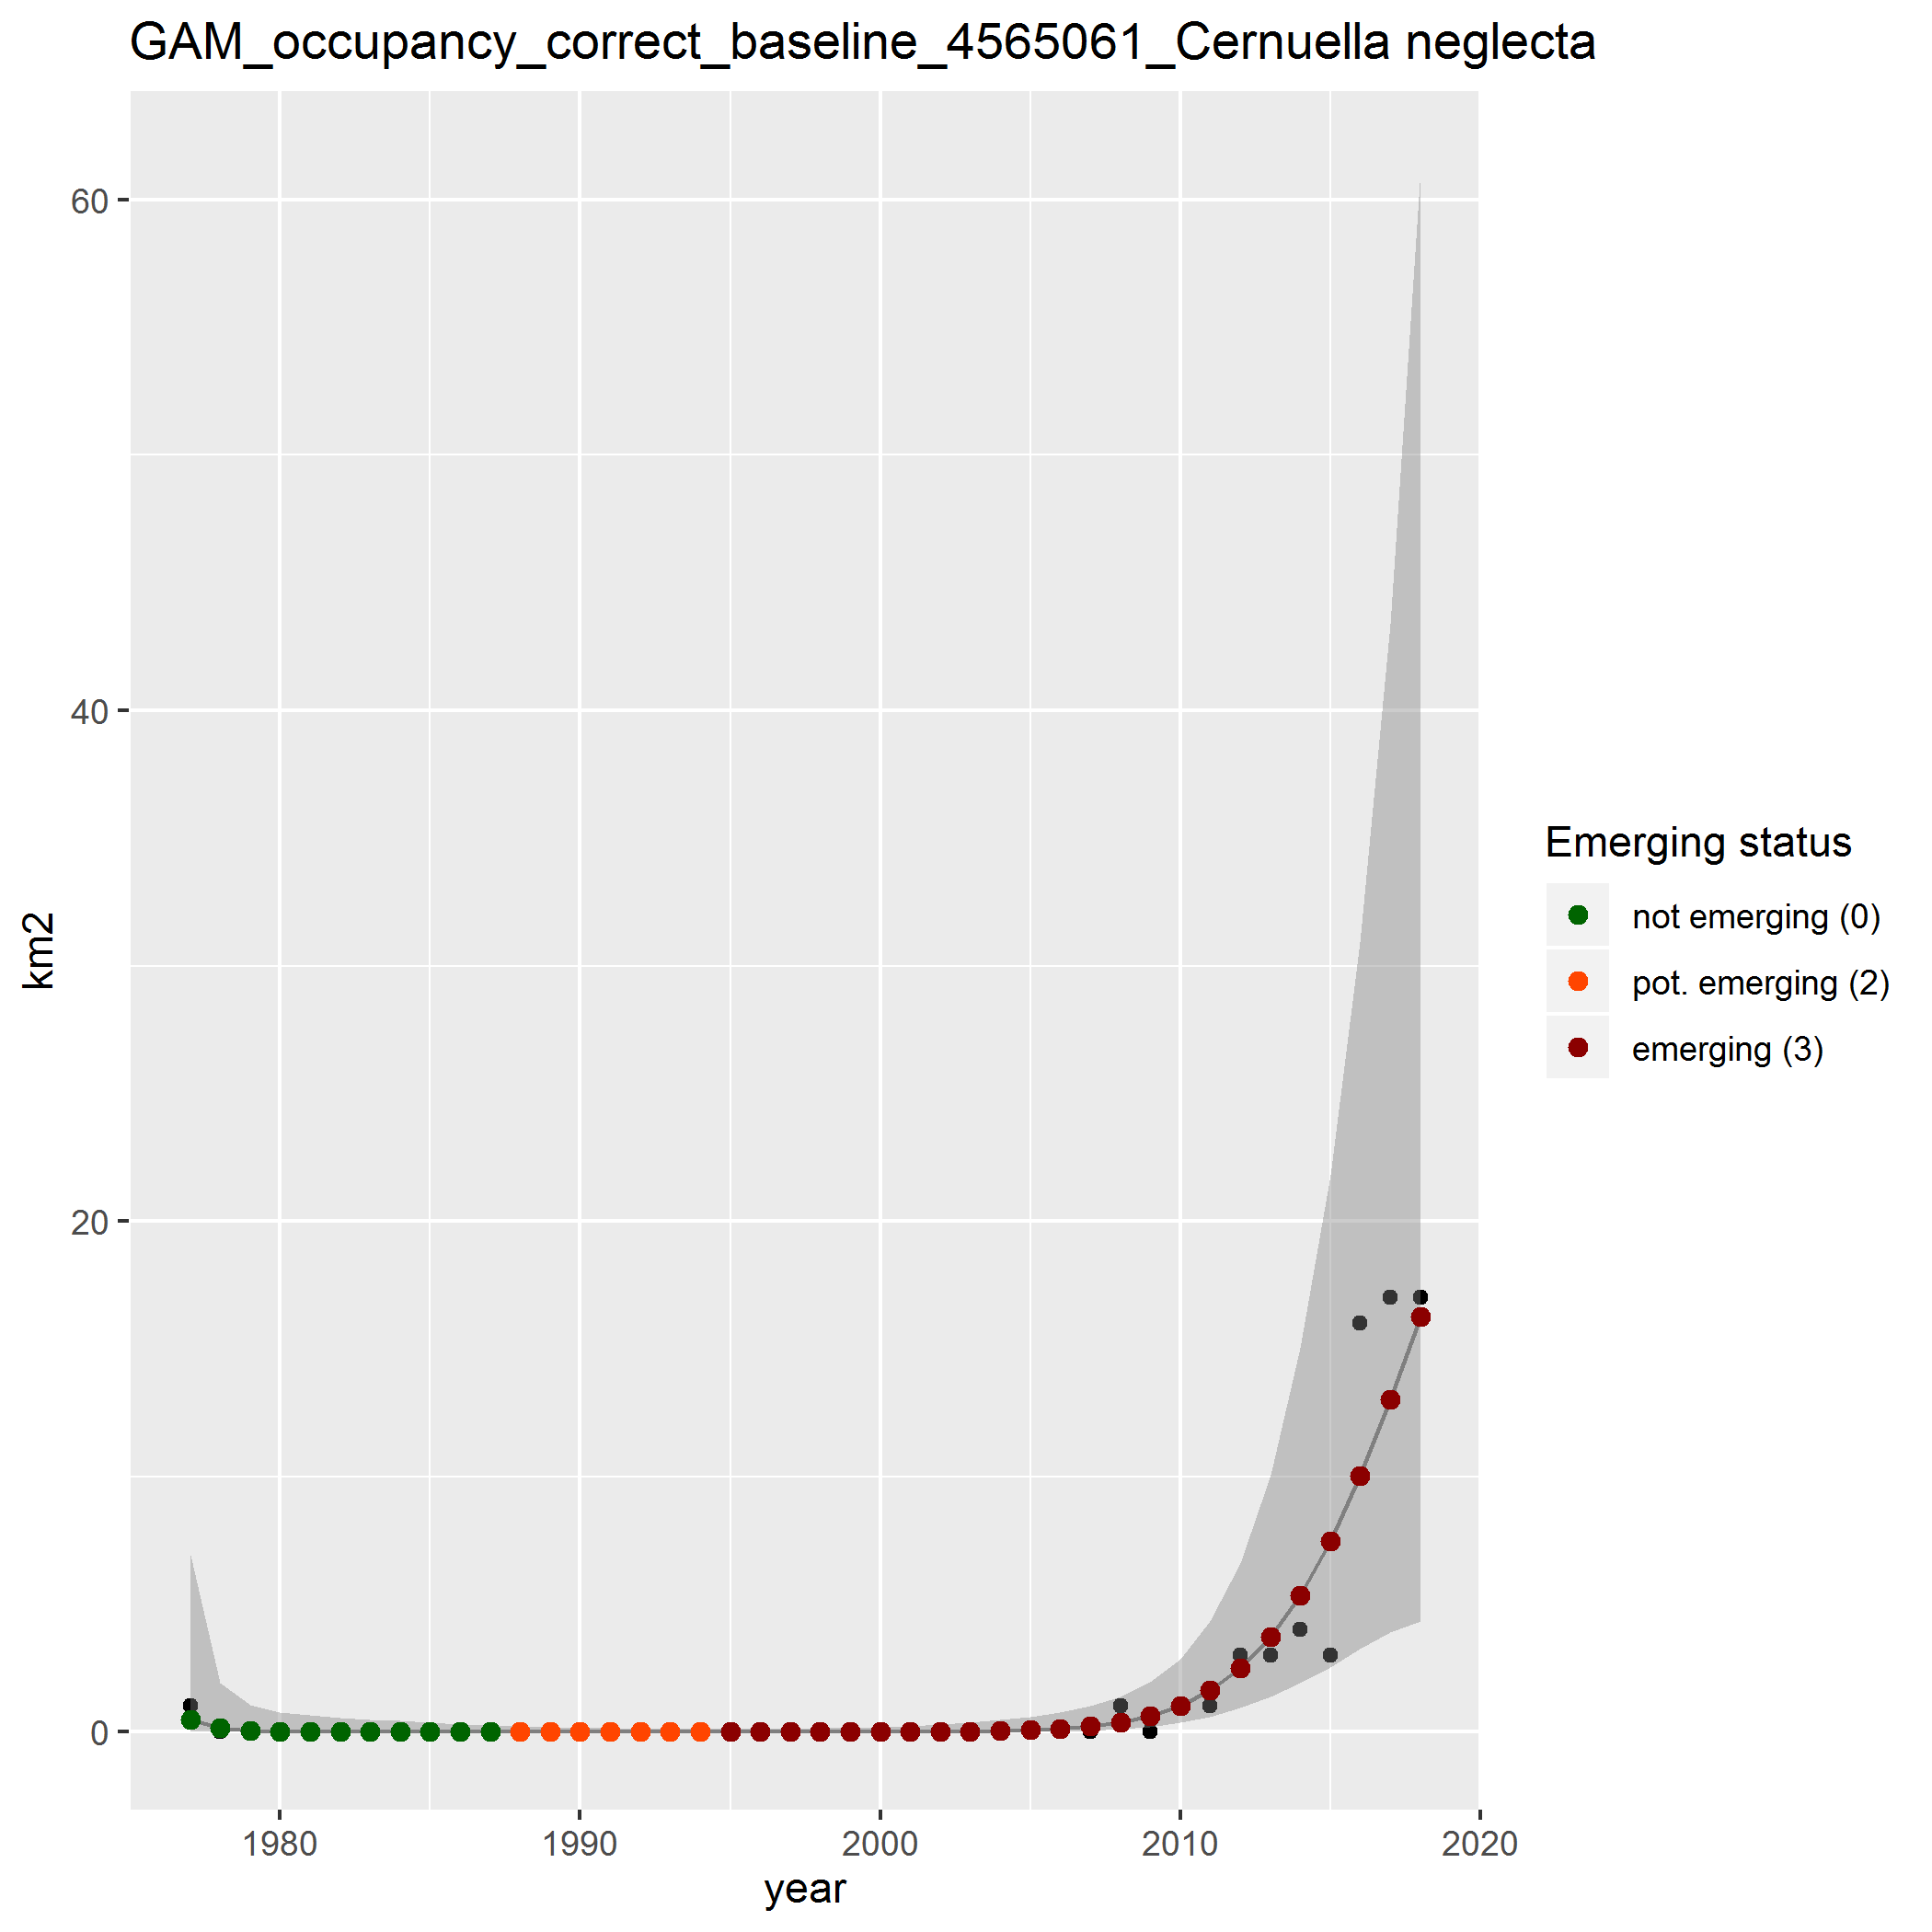 GAM_occupancy_correct_baseline_4565061_Cernuella neglecta
60
40
20
0
km2
1980
1990
2000
2010
2020
year
Emerging status
not emerging (0)
pot. emerging (2)
emerging (3)